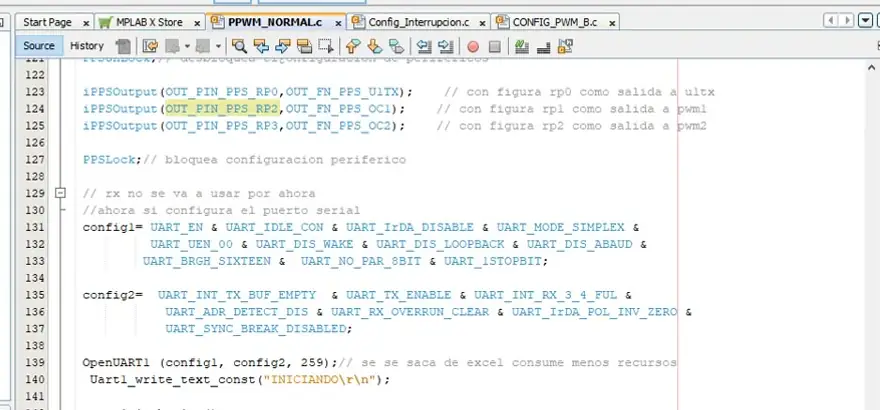 Start Page MPLAB X Store PPWM_NORMAL.c Config_Interrupcion.c CONFIG_PWM_B.c
Source History
122
123 iPPSOutput(OUT_PIN_PPS_RP0,OUT_FN_PPS_U1TX); // con figura rp0 como salida a u1tx
124 iPPSOutput(OUT_PIN_PPS_RP2,OUT_FN_PPS_OC1); // con figura rp1 como salida a pwm1
125 iPPSOutput(OUT_PIN_PPS_RP3,OUT_FN_PPS_OC2); // con figura rp2 como salida a pwm2
126
127 PPSLock;// bloquea configuracion periferico
128
129 // rx no se va a usar por ahora
130 //ahora si configura el puerto serial
131 config1= UART_EN & UART_IDLE_CON & UART_IrDA_DISABLE & UART_MODE_SIMPLEX &
132 UART_UEN_00 & UART_DIS_WAKE & UART_DIS_LOOPBACK & UART_DIS_ABAUD &
133 UART_BRGH_SIXTEEN & UART_NO_PAR_8BIT & UART_1STOPBIT;
134
135 config2= UART_INT_TX_BUF_EMPTY & UART_TX_ENABLE & UART_INT_RX_3_4_FUL &
136 UART_ADR_DETECT_DIS & UART_RX_OVERRUN_CLEAR & UART_IrDA_POL_INV_ZERO &
137 UART_SYNC_BREAK_DISABLED;
138
139 OpenUART1 (config1, config2, 259);// se se saca de excel consume menos recursos
140 Uart1_write_text_const("INICIANDO\r\n");
141